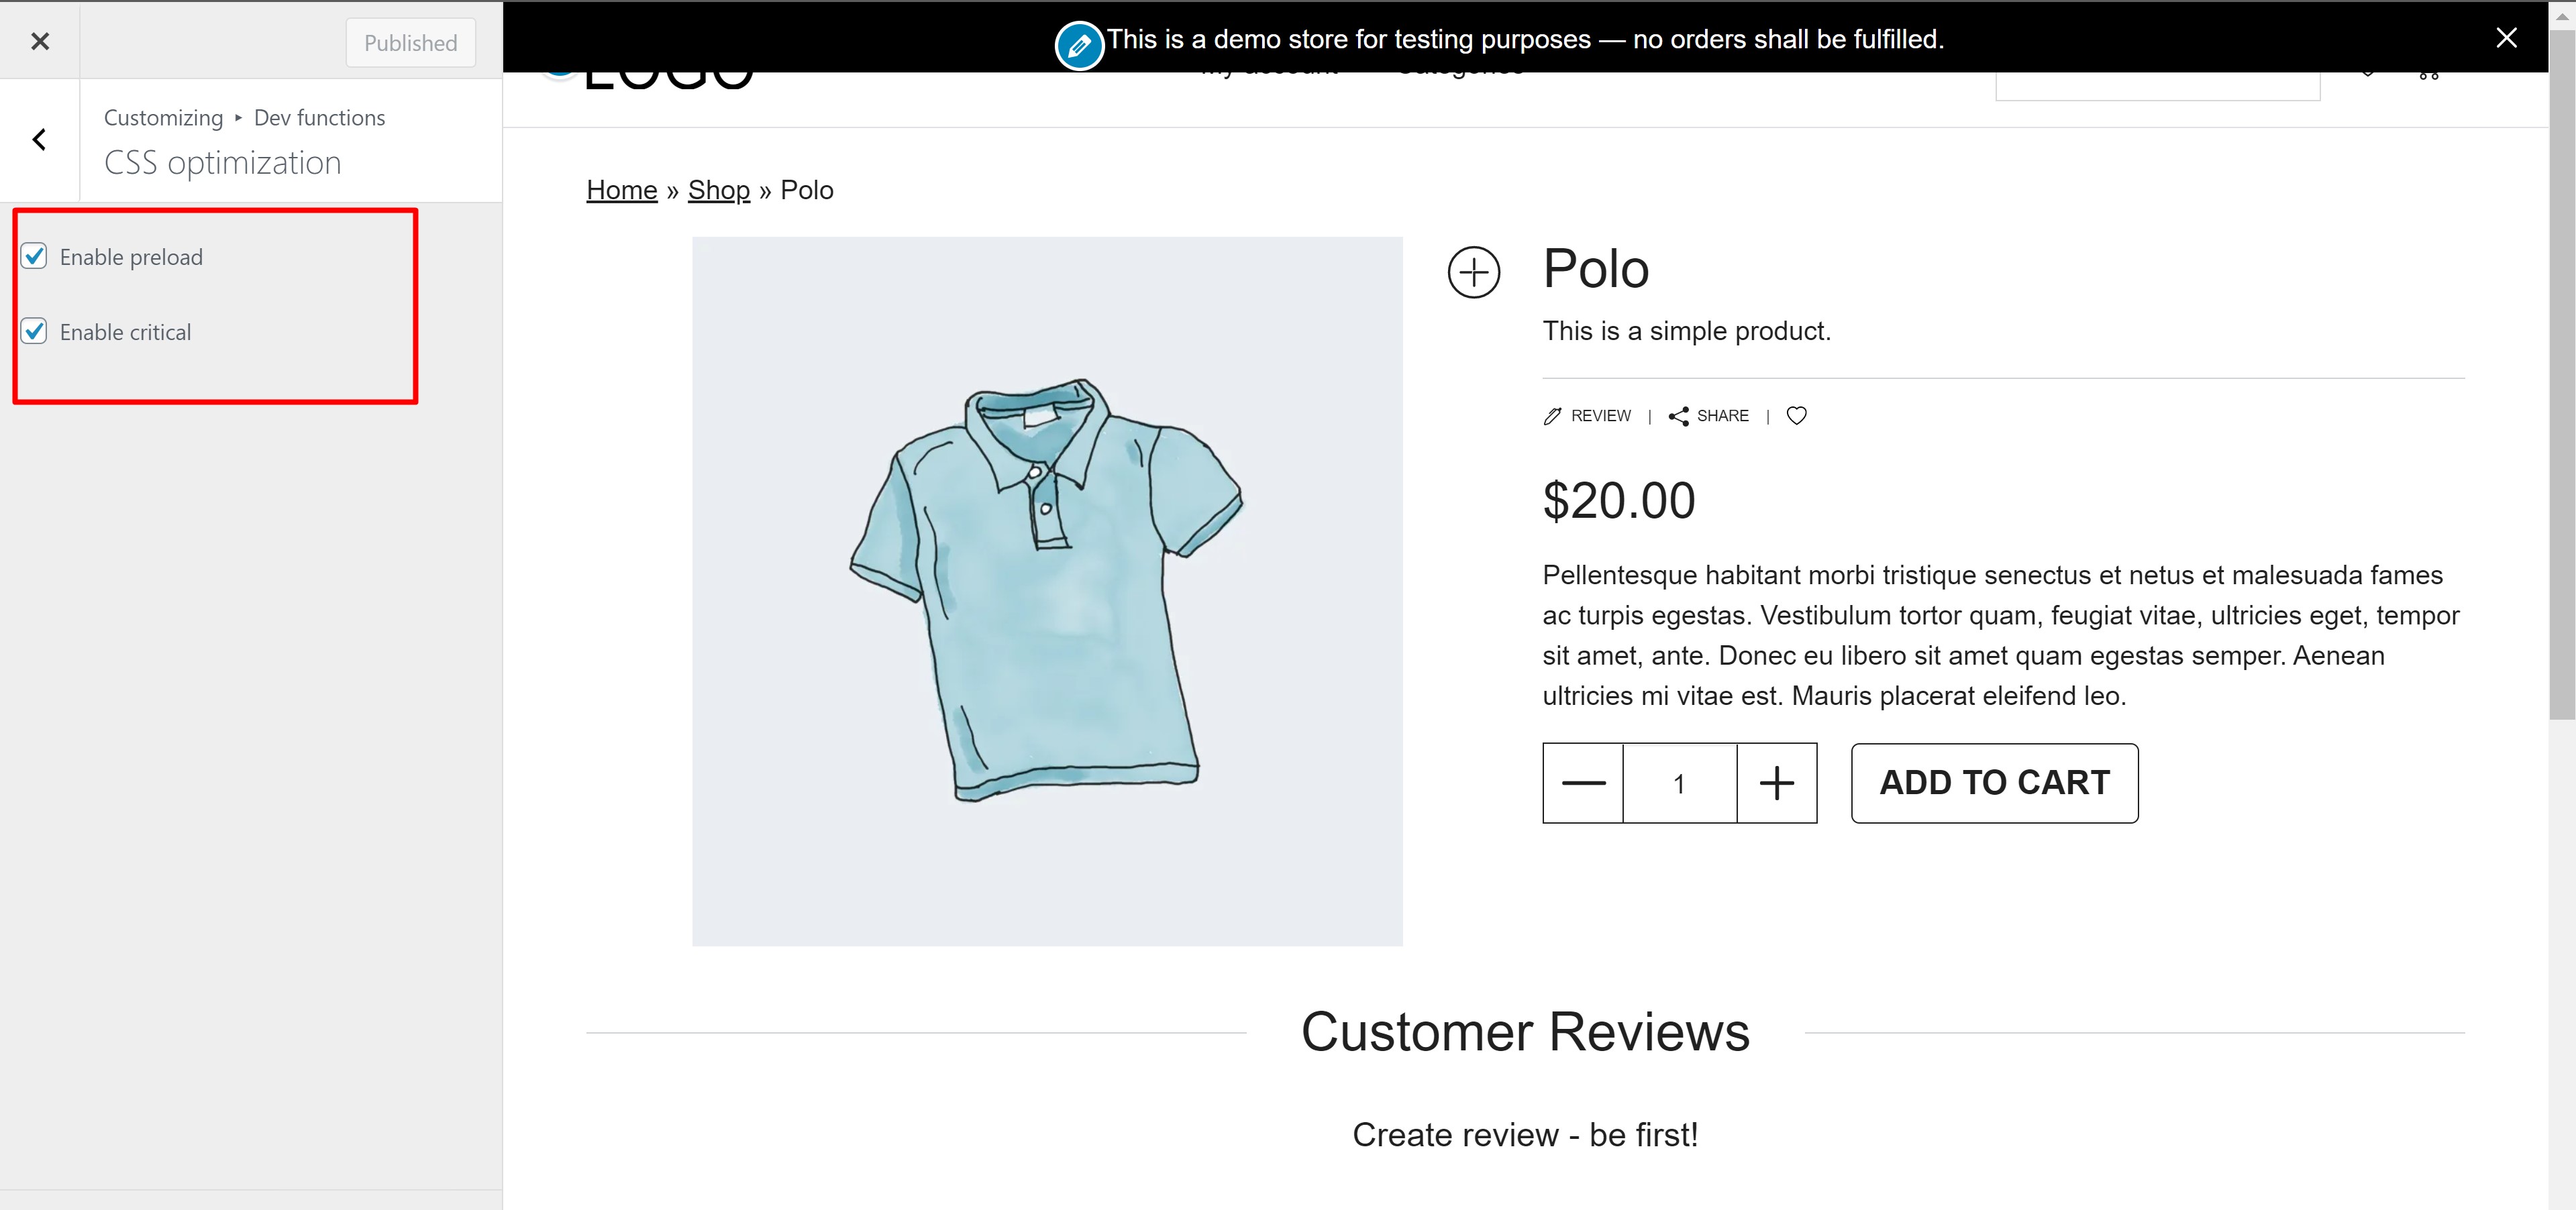 Published
Customizing ▸ Dev functions
CSS optimization
Enable preload
Enable critical
This is a demo store for testing purposes — no orders shall be fulfilled.
LOGO
Home » Shop » Polo
Polo
This is a simple product.
REVIEW | SHARE |
$20.00
Pellentesque habitant morbi tristique senectus et netus et malesuada fames
ac turpis egestas. Vestibulum tortor quam, feugiat vitae, ultricies eget, tempor
sit amet, ante. Donec eu libero sit amet quam egestas semper. Aenean
ultricies mi vitae est. Mauris placerat eleifend leo.
1
ADD TO CART
Customer Reviews
Create review - be first!